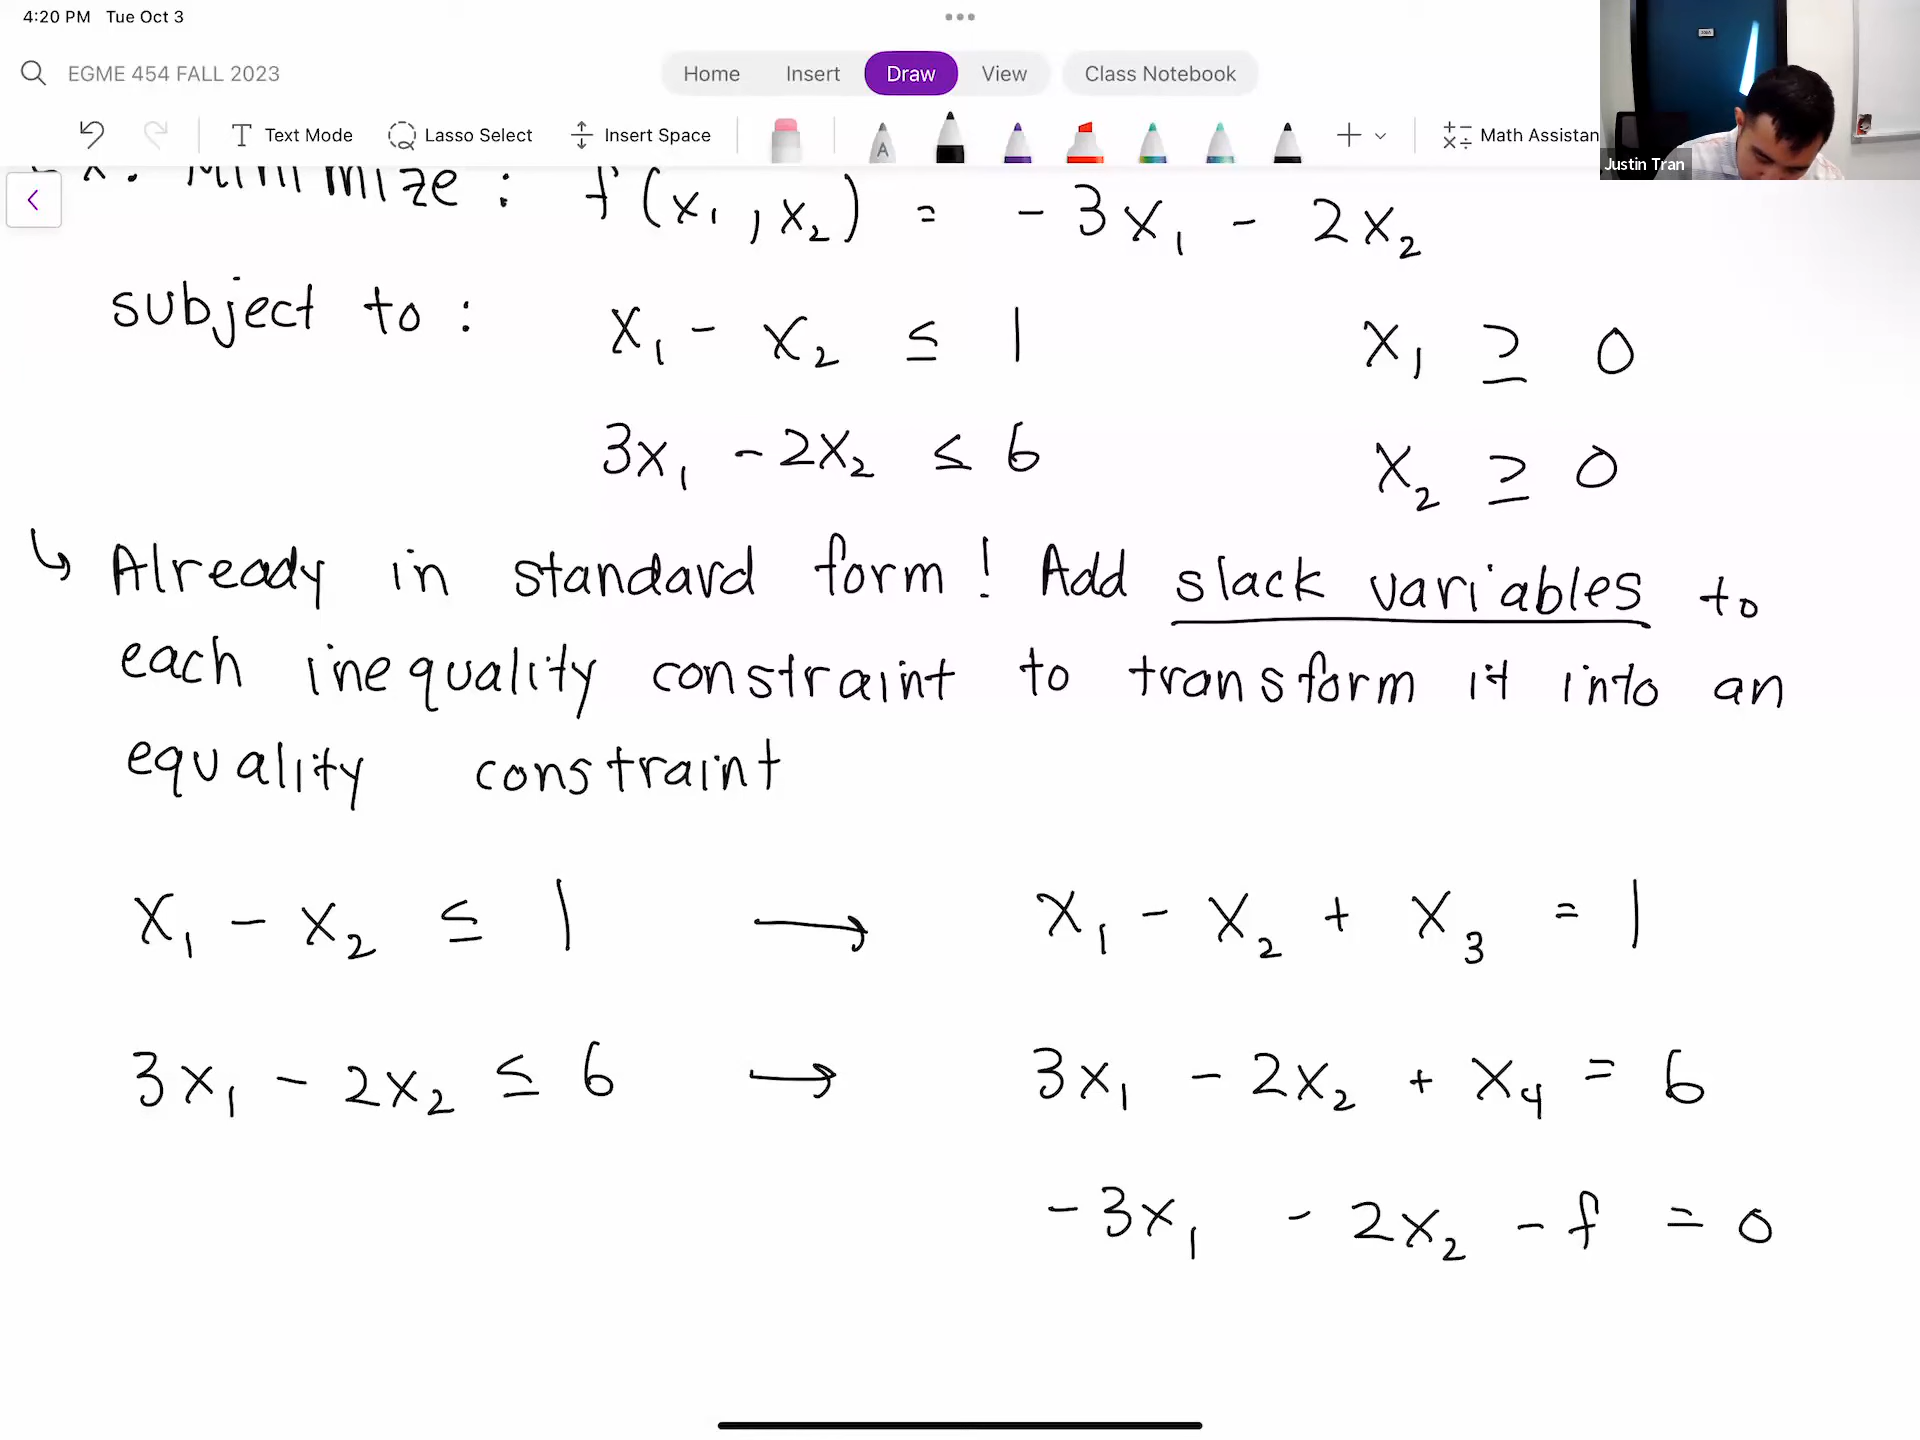 4:20 PM Tue Oct 3
EGME 454 FALL 2023
Home Insert Draw View Class Notebook
Text Mode Lasso Select Insert Space A Math Assistan
Justin Tran
Ex: Minimize: f(x₁, x₂) = -3x₁ - 2x₂
subject to: x₁ - x₂ ≤ 1 x₁ ≥ 0
3x₁ - 2x₂ ≤ 6 x₂ ≥ 0
↳ Already in standard form! Add slack variables to
each inequality constraint to transform it into an
equality constraint
x₁ - x₂ ≤ 1 → x₁ - x₂ + x₃ = 1
3x₁ - 2x₂ ≤ 6 → 3x₁ - 2x₂ + x₄ = 6
-3x₁ - 2x₂ - f = 0